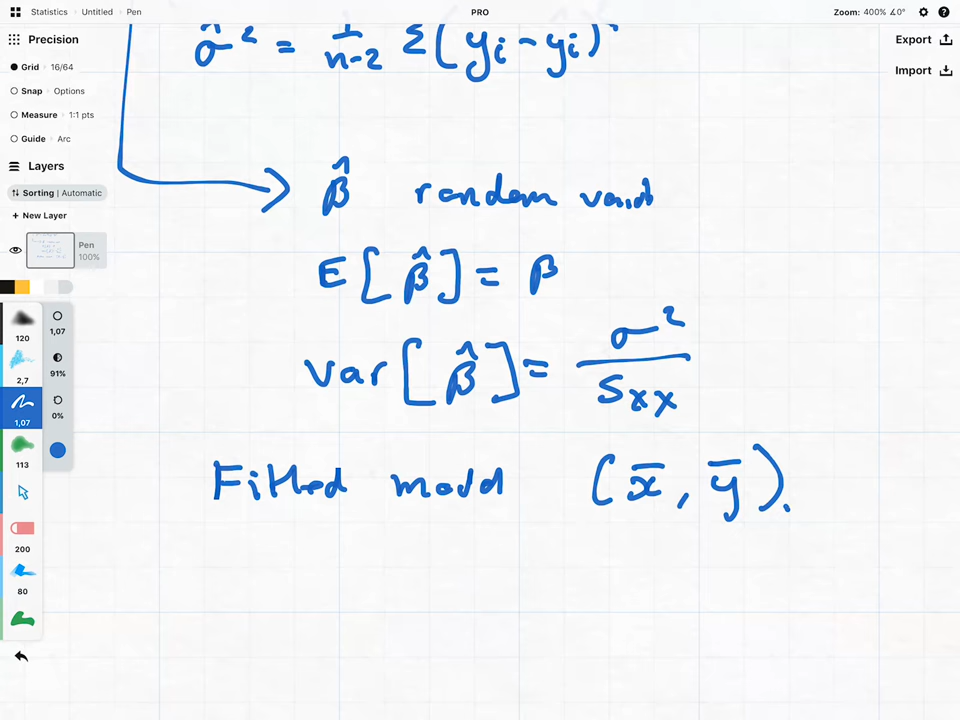 Statistics › Untitled › Pen
PRO
Zoom: 400% ∠0°
Precision
Grid › 16/64
Snap › Options
Measure › 1:1 pts
Guide › Arc
Layers
Sorting | Automatic
+ New Layer
Pen
100%
120
2,7
1,07
113
200
80
1,07
91%
0%
Export
Import
σ̂² = 1/(n-2) Σ(yi - yi)²
β̂ random
E[β̂] = β
var[β̂] = σ²/Sxx
Fitted model (x̄, ȳ).